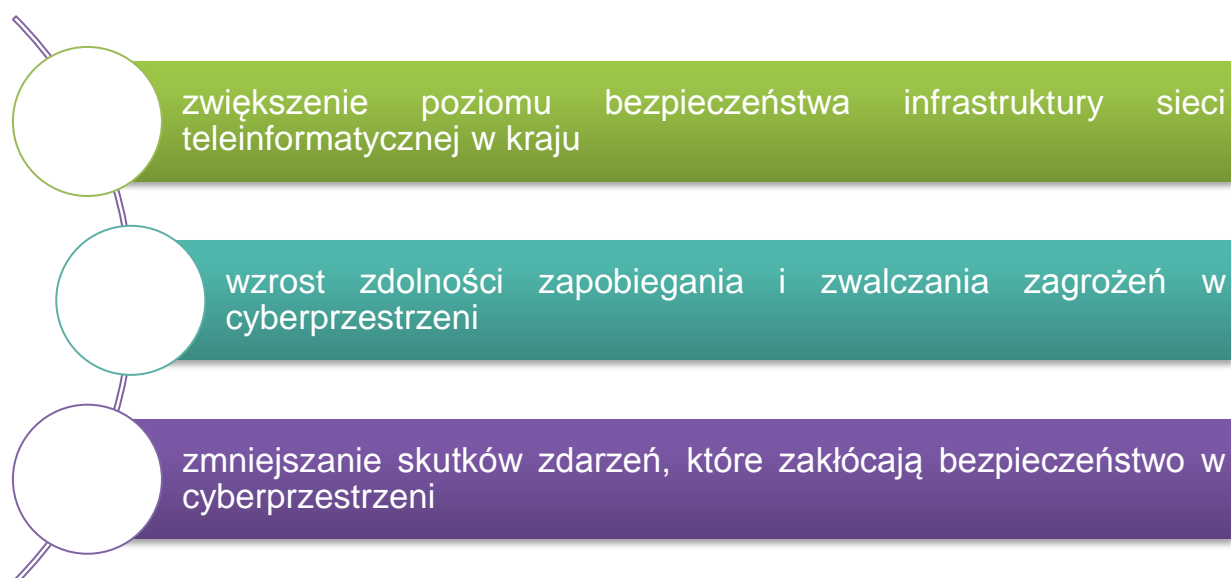 zwiększenie poziomu bezpieczeństwa infrastruktury sieci
teleinformatycznej w kraju
wzrost zdolności zapobiegania i zwalczania zagrożeń w
cyberprzestrzeni
zmniejszanie skutków zdarzeń, które zakłócają bezpieczeństwo w
cyberprzestrzeni